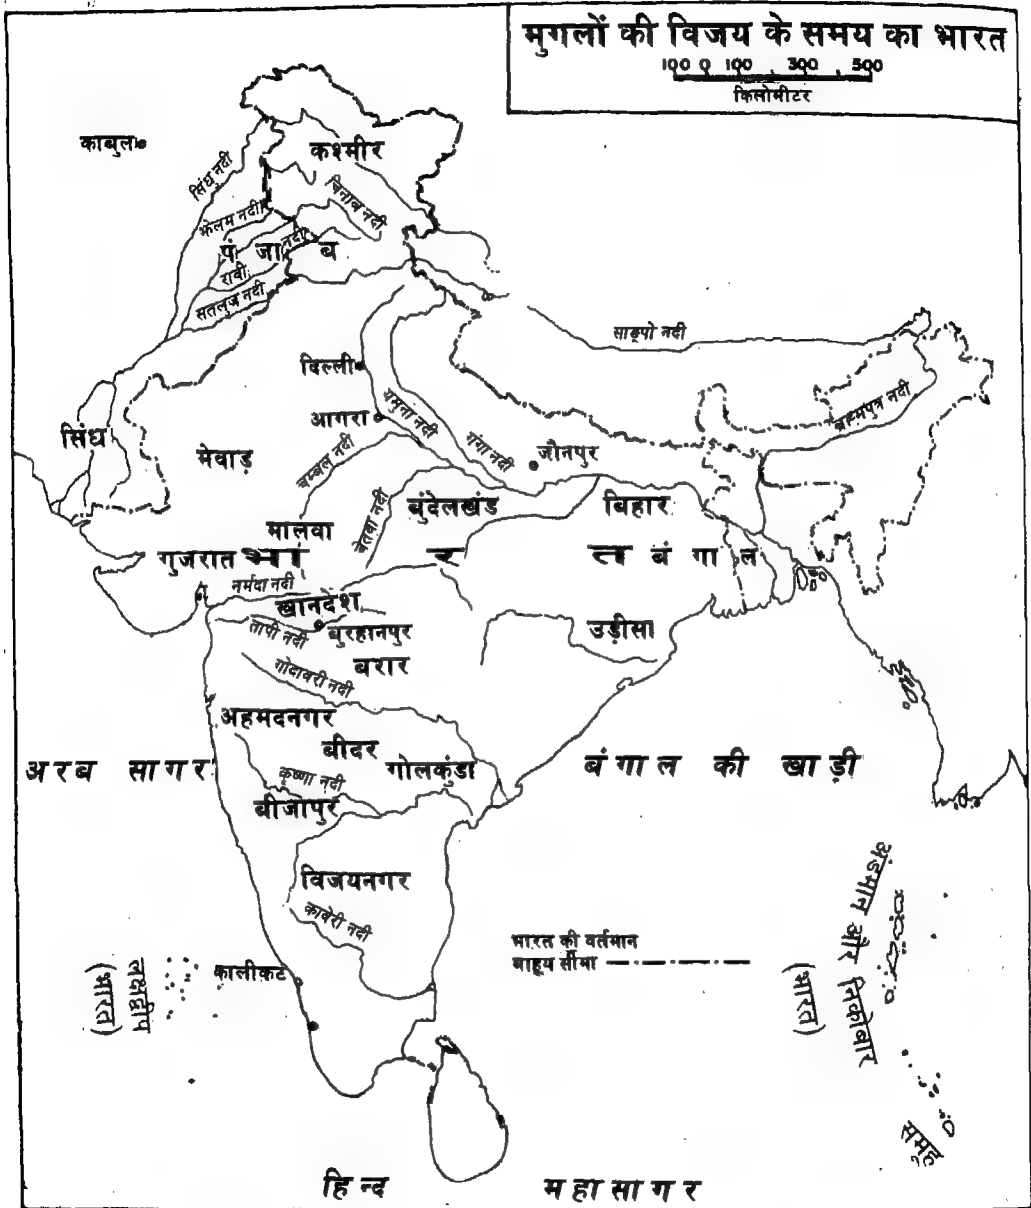 मुगलों की विजय के समय का भारत
100 0 100 300 500
किलोमीटर
काबुल
कश्मीर
सिंध नदी
चिनाब नदी
झेलम नदी
पं जा ब
नदी
रावी
सतलुज नदी
साङ्पो नदी
दिल्ली
यमुना नदी
ब्रह्मपुत्र नदी
आगरा
सिंध
गंगा नदी
जौनपुर
मेवाड़
चम्बल नदी
बेतवा नदी
बुंदेलखंड
बिहार
मालवा
गुजरात
भा र त
बं गा ल
नर्मदा नदी
खानदेश
तापी नदी
बुरहानपुर
उड़ीसा
बरार
गोदावरी नदी
अहमदनगर
बीदर
अरब सागर
कृष्णा नदी
गोलकुंडा
बंगाल की खाड़ी
बीजापुर
विजयनगर
कावेरी नदी
भारत की वर्तमान
बाह्य सीमा
कालीकट
लक्षद्वीप
(भारत)
अंडमान और निकोबार
(भारत)
समूह
हिन्द महासागर